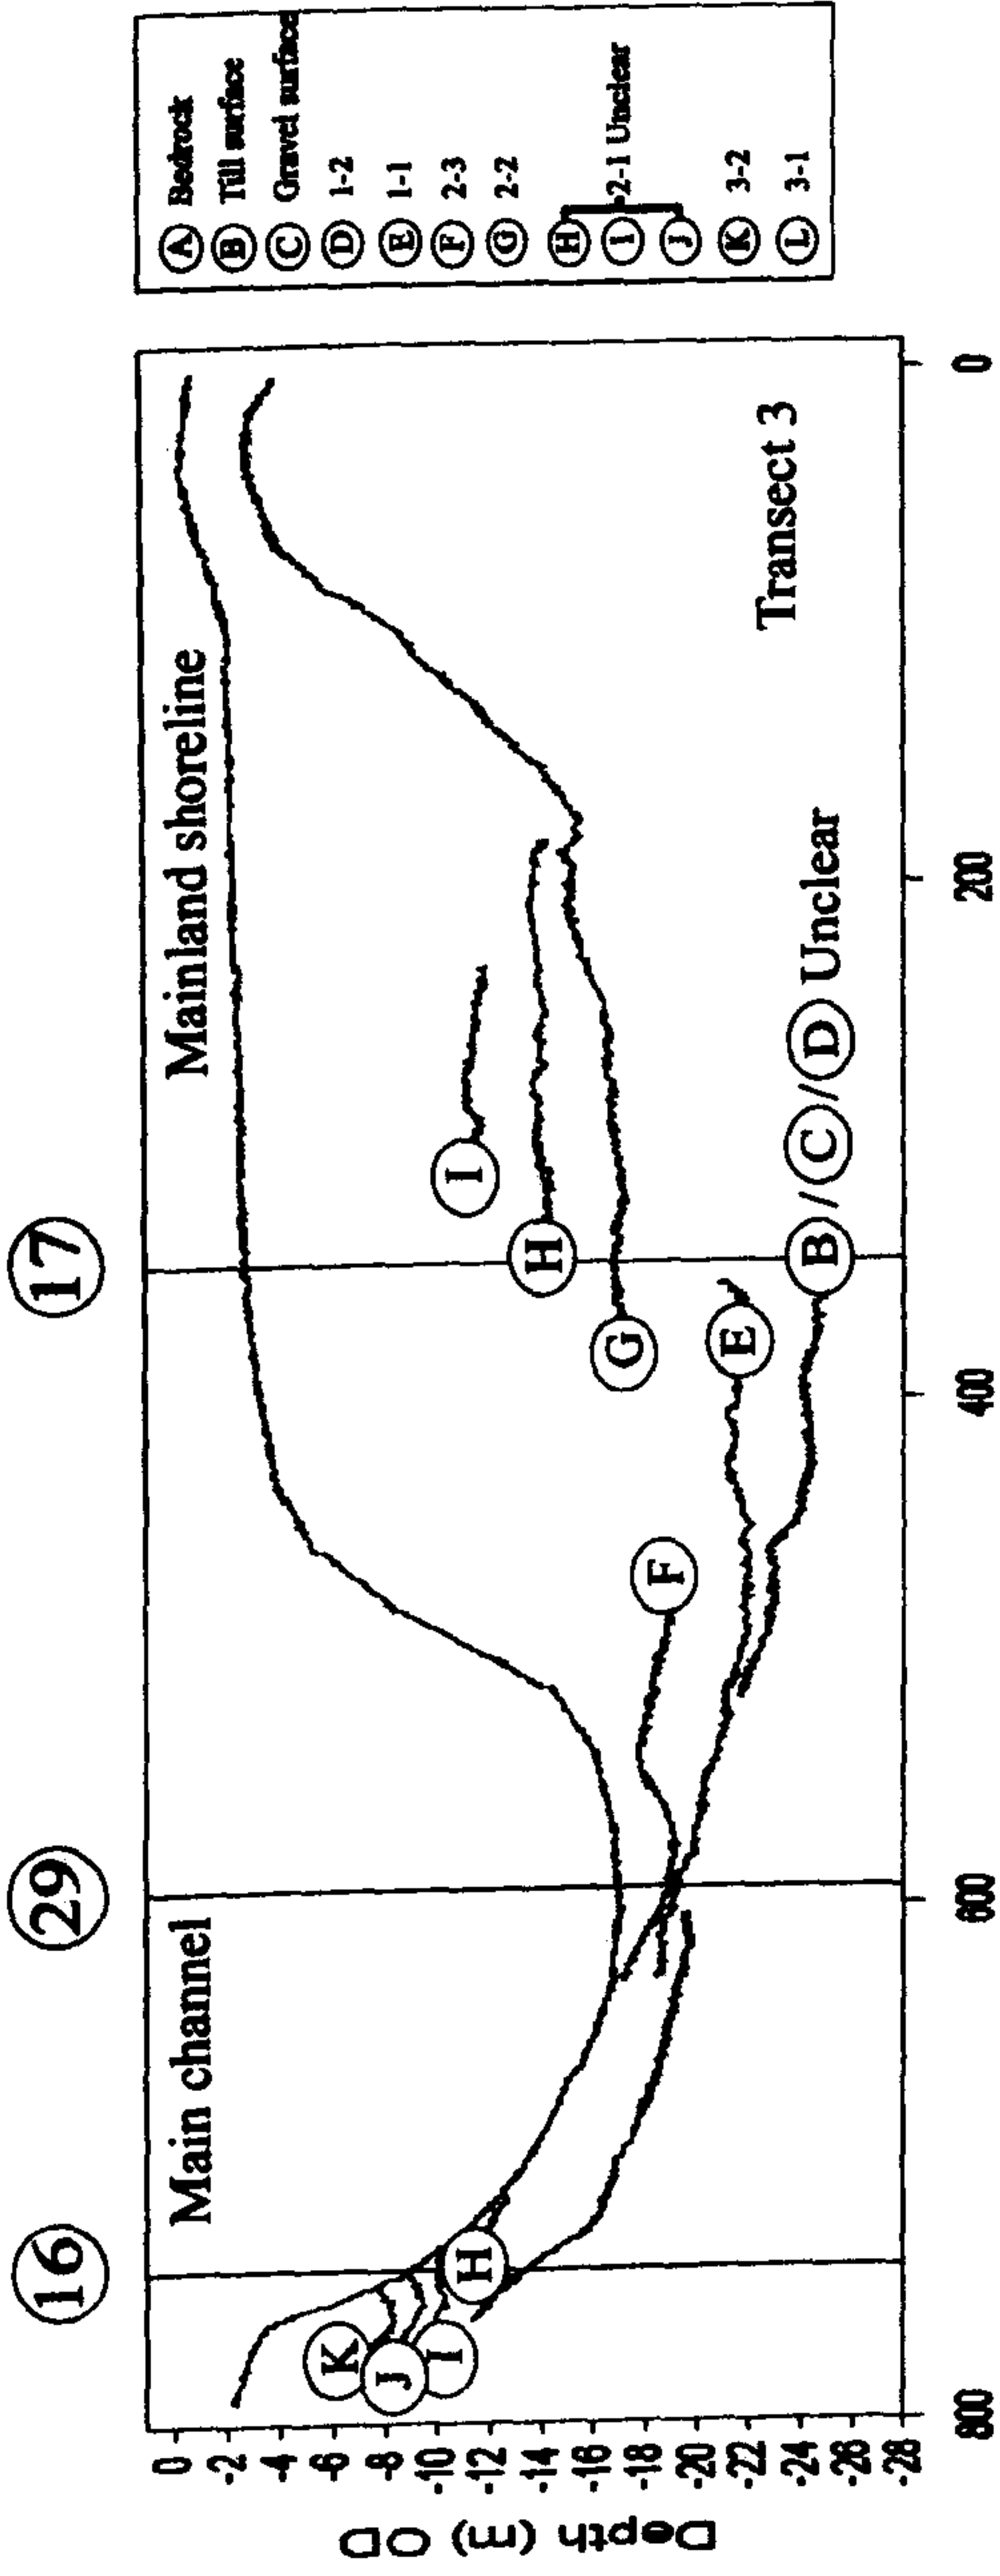 16
29
17
Main channel
Mainland shoreline
K
J
I
H
F
G
H
I
E
B / C / D Unclear
Transect 3
Depth (m) OD
0
-2
-4
-6
-8
-10
-12
-14
-16
-18
-20
-22
-24
-26
-28
800
600
400
200
0
A Bedrock
B Till surface
C Gravel surface
D 1-2
E 1-1
F 2-3
G 2-2
H
I 2-1 Unclear
J
K 3-2
L 3-1